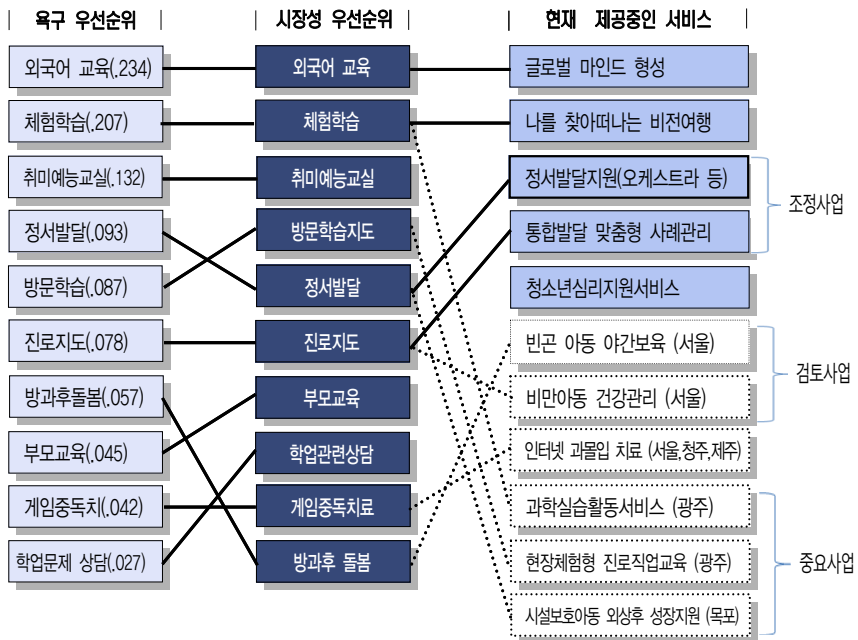 욕구 우선순위
시장성 우선순위
현재 제공중인 서비스
외국어 교육(.234)
외국어 교육
글로벌 마인드 형성
체험학습(.207)
체험학습
나를 찾아떠나는 비전여행
취미예능교실(.132)
취미예능교실
정서발달지원(오케스트라 등)
조정사업
정서발달(.093)
방문학습지도
통합발달 맞춤형 사례관리
방문학습(.087)
정서발달
청소년심리지원서비스
진로지도(.078)
진로지도
빈곤 아동 야간보육 (서울)
검토사업
방과후돌봄(.057)
부모교육
비만아동 건강관리 (서울)
부모교육(.045)
학업관련상담
인터넷 과몰입 치료 (서울,청주,제주)
게임중독치(.042)
게임중독치료
과학실습활동서비스 (광주)
학업문제 상담(.027)
방과후 돌봄
현장체험형 진로직업교육 (광주)
중요사업
시설보호아동 외상후 성장지원 (목포)